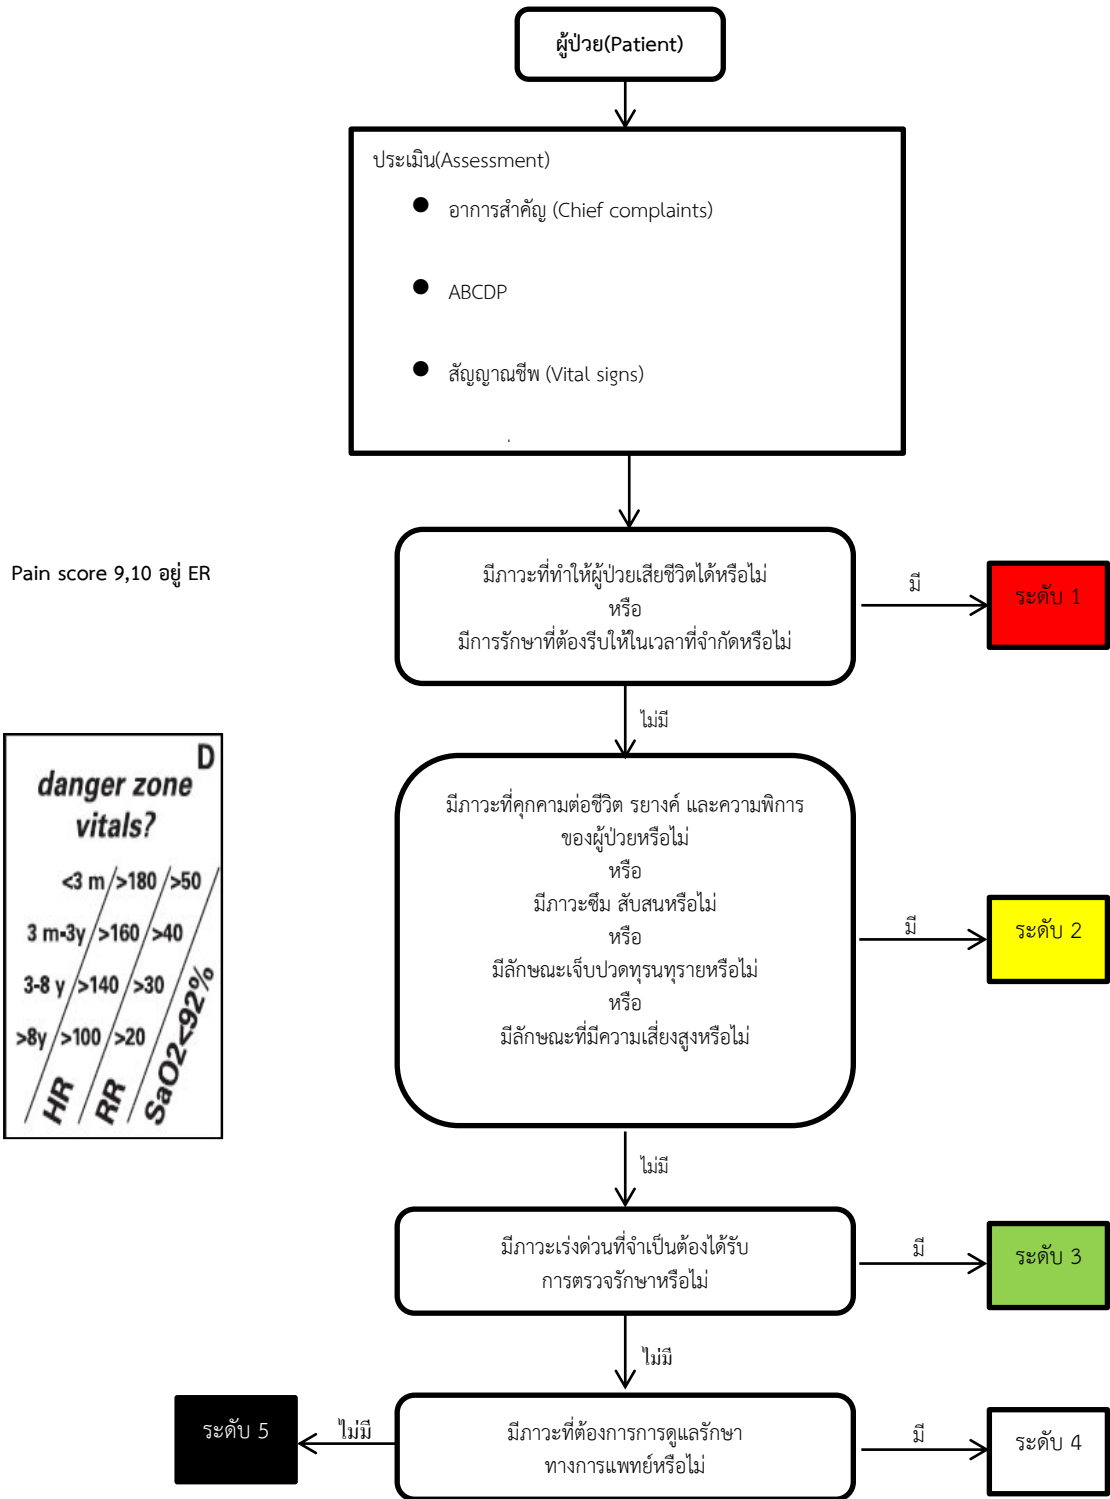 ผู้ป่วย(Patient)
ประเมิน(Assessment)
● อาการสำคัญ (Chief complaints)
● ABCDP
● สัญญาณชีพ (Vital signs)
Pain score 9,10 อยู่ ER
มีภาวะที่ทำให้ผู้ป่วยเสียชีวิตได้หรือไม่
หรือ
มีการรักษาที่ต้องรีบให้ในเวลาที่จำกัดหรือไม่
มี
ระดับ 1
ไม่มี
D
danger zone
vitals?
<3 m >180 >50
3 m-3y >160 >40
3-8 y >140 >30
>8y >100 >20
HR RR SaO2<92%
มีภาวะที่คุกคามต่อชีวิต รยางค์ และความพิการ
ของผู้ป่วยหรือไม่
หรือ
มีภาวะซึม สับสนหรือไม่
หรือ
มีลักษณะเจ็บปวดทุรนทุรายหรือไม่
หรือ
มีลักษณะที่มีความเสี่ยงสูงหรือไม่
มี
ระดับ 2
ไม่มี
มีภาวะเร่งด่วนที่จำเป็นต้องได้รับ
การตรวจรักษาหรือไม่
มี
ระดับ 3
ไม่มี
ระดับ 5
ไม่มี
มีภาวะที่ต้องการการดูแลรักษา
ทางการแพทย์หรือไม่
มี
ระดับ 4